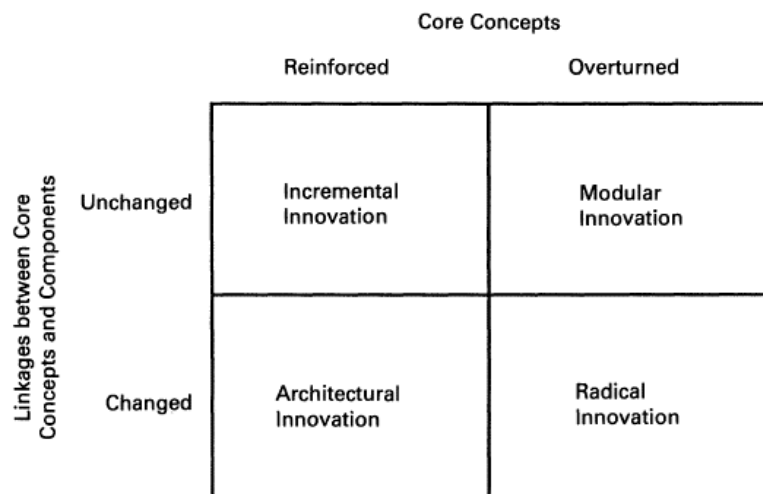 Core Concepts
Reinforced
Overturned
Linkages between Core
Concepts and Components
Unchanged
Incremental
Innovation
Modular
Innovation
Changed
Architectural
Innovation
Radical
Innovation